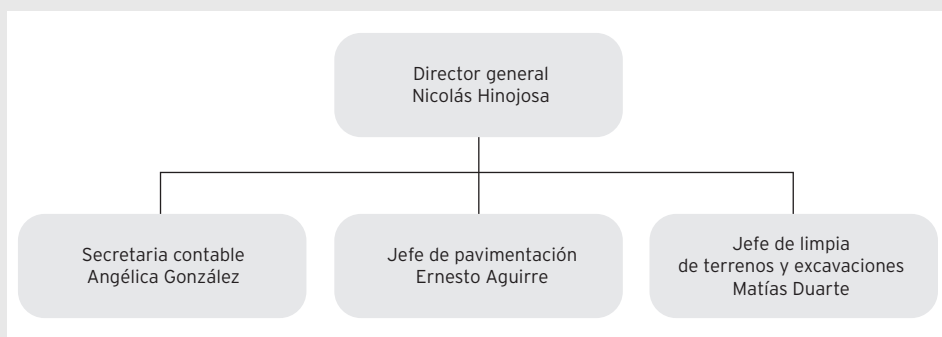 Director general
Nicolás Hinojosa
Secretaria contable
Angélica González
Jefe de pavimentación
Ernesto Aguirre
Jefe de limpia
de terrenos y excavaciones
Matías Duarte